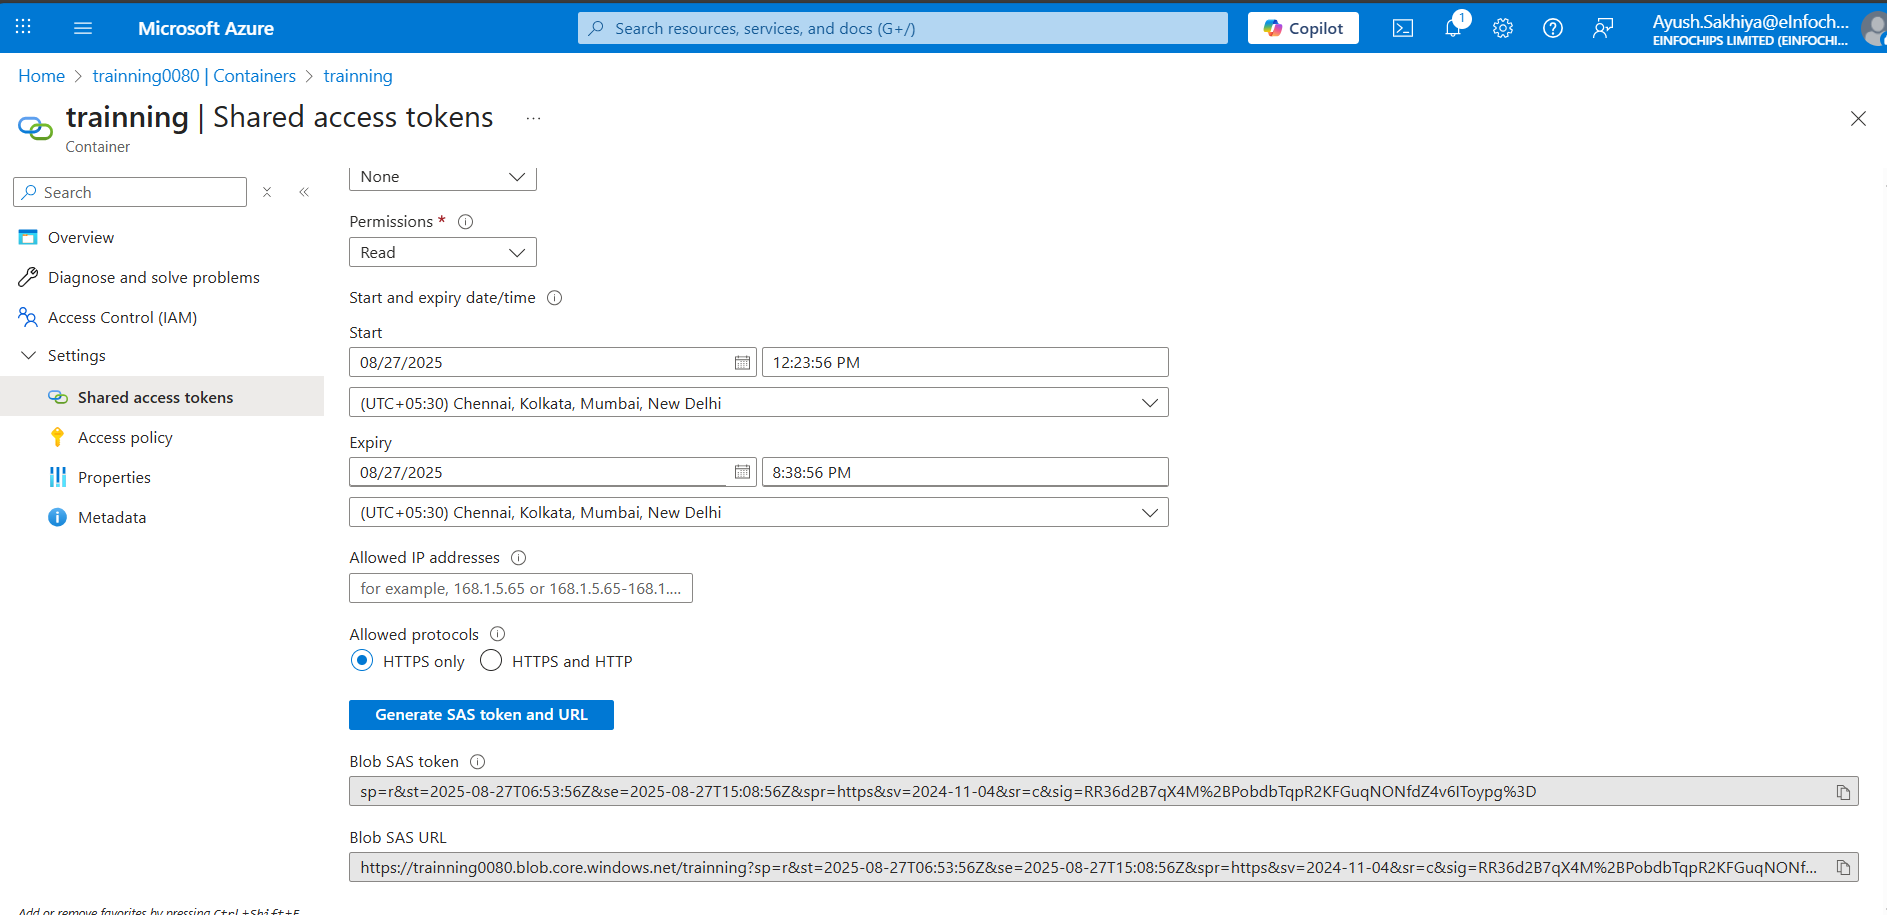 Microsoft Azure
Search resources, services, and docs (G+/)
Copilot
1
Ayush.Sakhiya@eInfoch...
EINFOCHIPS LIMITED (EINFOCHI...
Home > trainning0080 | Containers > trainning
trainning | Shared access tokens ...
Container
Search
Overview
Diagnose and solve problems
Access Control (IAM)
Settings
Shared access tokens
Access policy
Properties
Metadata
Add or remove favorites by pressing Ctrl+Shift+F
None
Permissions *
Read
Start and expiry date/time
Start
08/27/2025 12:23:56 PM
(UTC+05:30) Chennai, Kolkata, Mumbai, New Delhi
Expiry
08/27/2025 8:38:56 PM
(UTC+05:30) Chennai, Kolkata, Mumbai, New Delhi
Allowed IP addresses
for example, 168.1.5.65 or 168.1.5.65-168.1....
Allowed protocols
HTTPS only HTTPS and HTTP
Generate SAS token and URL
Blob SAS token
sp=r&st=2025-08-27T06:53:56Z&se=2025-08-27T15:08:56Z&spr=https&sv=2024-11-04&sr=c&sig=RR36d2B7qX4M%2BPobdbTqpR2KFGuqNONfdZ4v6IToypg%3D
Blob SAS URL
https://trainning0080.blob.core.windows.net/trainning?sp=r&st=2025-08-27T06:53:56Z&se=2025-08-27T15:08:56Z&spr=https&sv=2024-11-04&sr=c&sig=RR36d2B7qX4M%2BPobdbTqpR2KFGuqNONf...